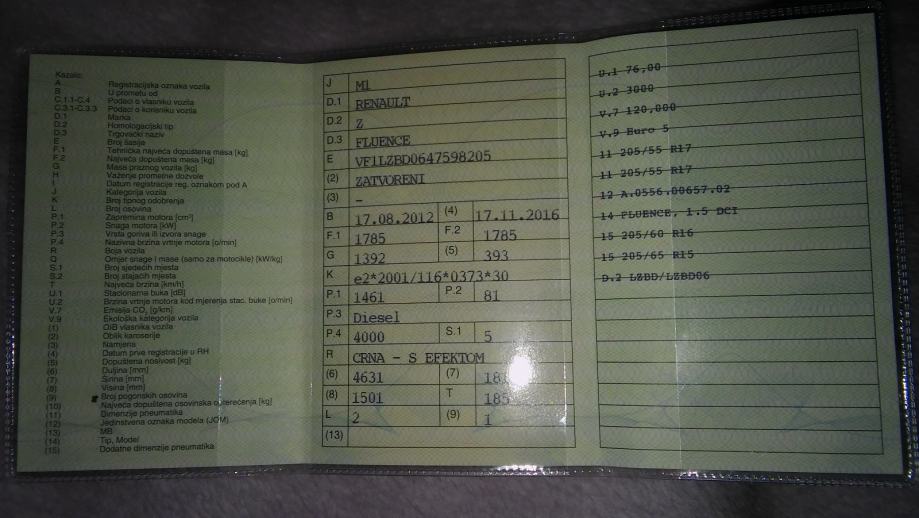 Kazalo:
A Registracijska oznaka vozila
B U prometu od
C.1.1-C.4 Podaci o vlasniku vozila
C.3.1-C.3.3 Podaci o korisniku vozila
D.1 Marka
D.2 Homologacijski tip
D.3 Trgovački naziv
E Broj šasije
F.1 Tehnička najveća dopuštena masa [kg]
F.2 Najveća dopuštena masa [kg]
G Masa praznog vozila [kg]
H Važenje prometne dozvole
I Datum registracije reg. oznakom pod A
J Kategorija vozila
K Broj tipnog odobrenja
L Broj osovina
P.1 Zapremina motora [cm³]
P.2 Snaga motora [kW]
P.3 Vrsta goriva ili izvora snage
P.4 Nazivna brzina vrtnje motora [o/min]
R Boja vozila
Q Omjer snage i mase (samo za motocikle) [kW/kg]
S.1 Broj sjedećih mjesta
S.2 Broj stajaćih mjesta
T Najveća brzina [km/h]
U.1 Stacionarna buka [dB]
U.2 Brzina vrtnje motora kod mjerenja stac. buke [o/min]
V.7 Emisija CO₂ [g/km]
V.9 Ekološka kategorija vozila
(1) OIB vlasnika vozila
(2) Oblik karoserije
(3) Namjena
(4) Datum prve registracije u RH
(5) Dopuštena nosivost [kg]
(6) Duljina [mm]
(7) Širina [mm]
(8) Visina [mm]
(9) Broj pogonskih osovina
(10) Najveća dopuštena osovinska opterećenja [kg]
(11) Dimenzije pneumatika
(12) Jedinstvena oznaka modela (JOM)
(13) MB
(14) Tip, Model
(15) Dodatne dimenzije pneumatika
J M1
D.1 RENAULT
D.2 Z
D.3 FLUENCE
E VF1LZBD0647598205
(2) ZATVORENI
(3) -
B 17.08.2012 (4) 17.11.2016
F.1 1785 F.2 1785
G 1392 (5) 393
K e2*2001/116*0373*30
P.1 1461 P.2 81
P.3 Diesel
P.4 4000 S.1 5
R CRNA - S EFEKTOM
(6) 4631 (7)
(8) 1501 T 185
L 2 (9) 1
(13)
U.1 76,00
U.2 3000
V.7 120,000
V.9 Euro 5
11 205/55 R17
11 205/55 R17
12 A.0556.00657.02
14 FLUENCE, 1.5 DCI
15 205/60 R16
15 205/65 R15
D.2 LZBD/LZBD06